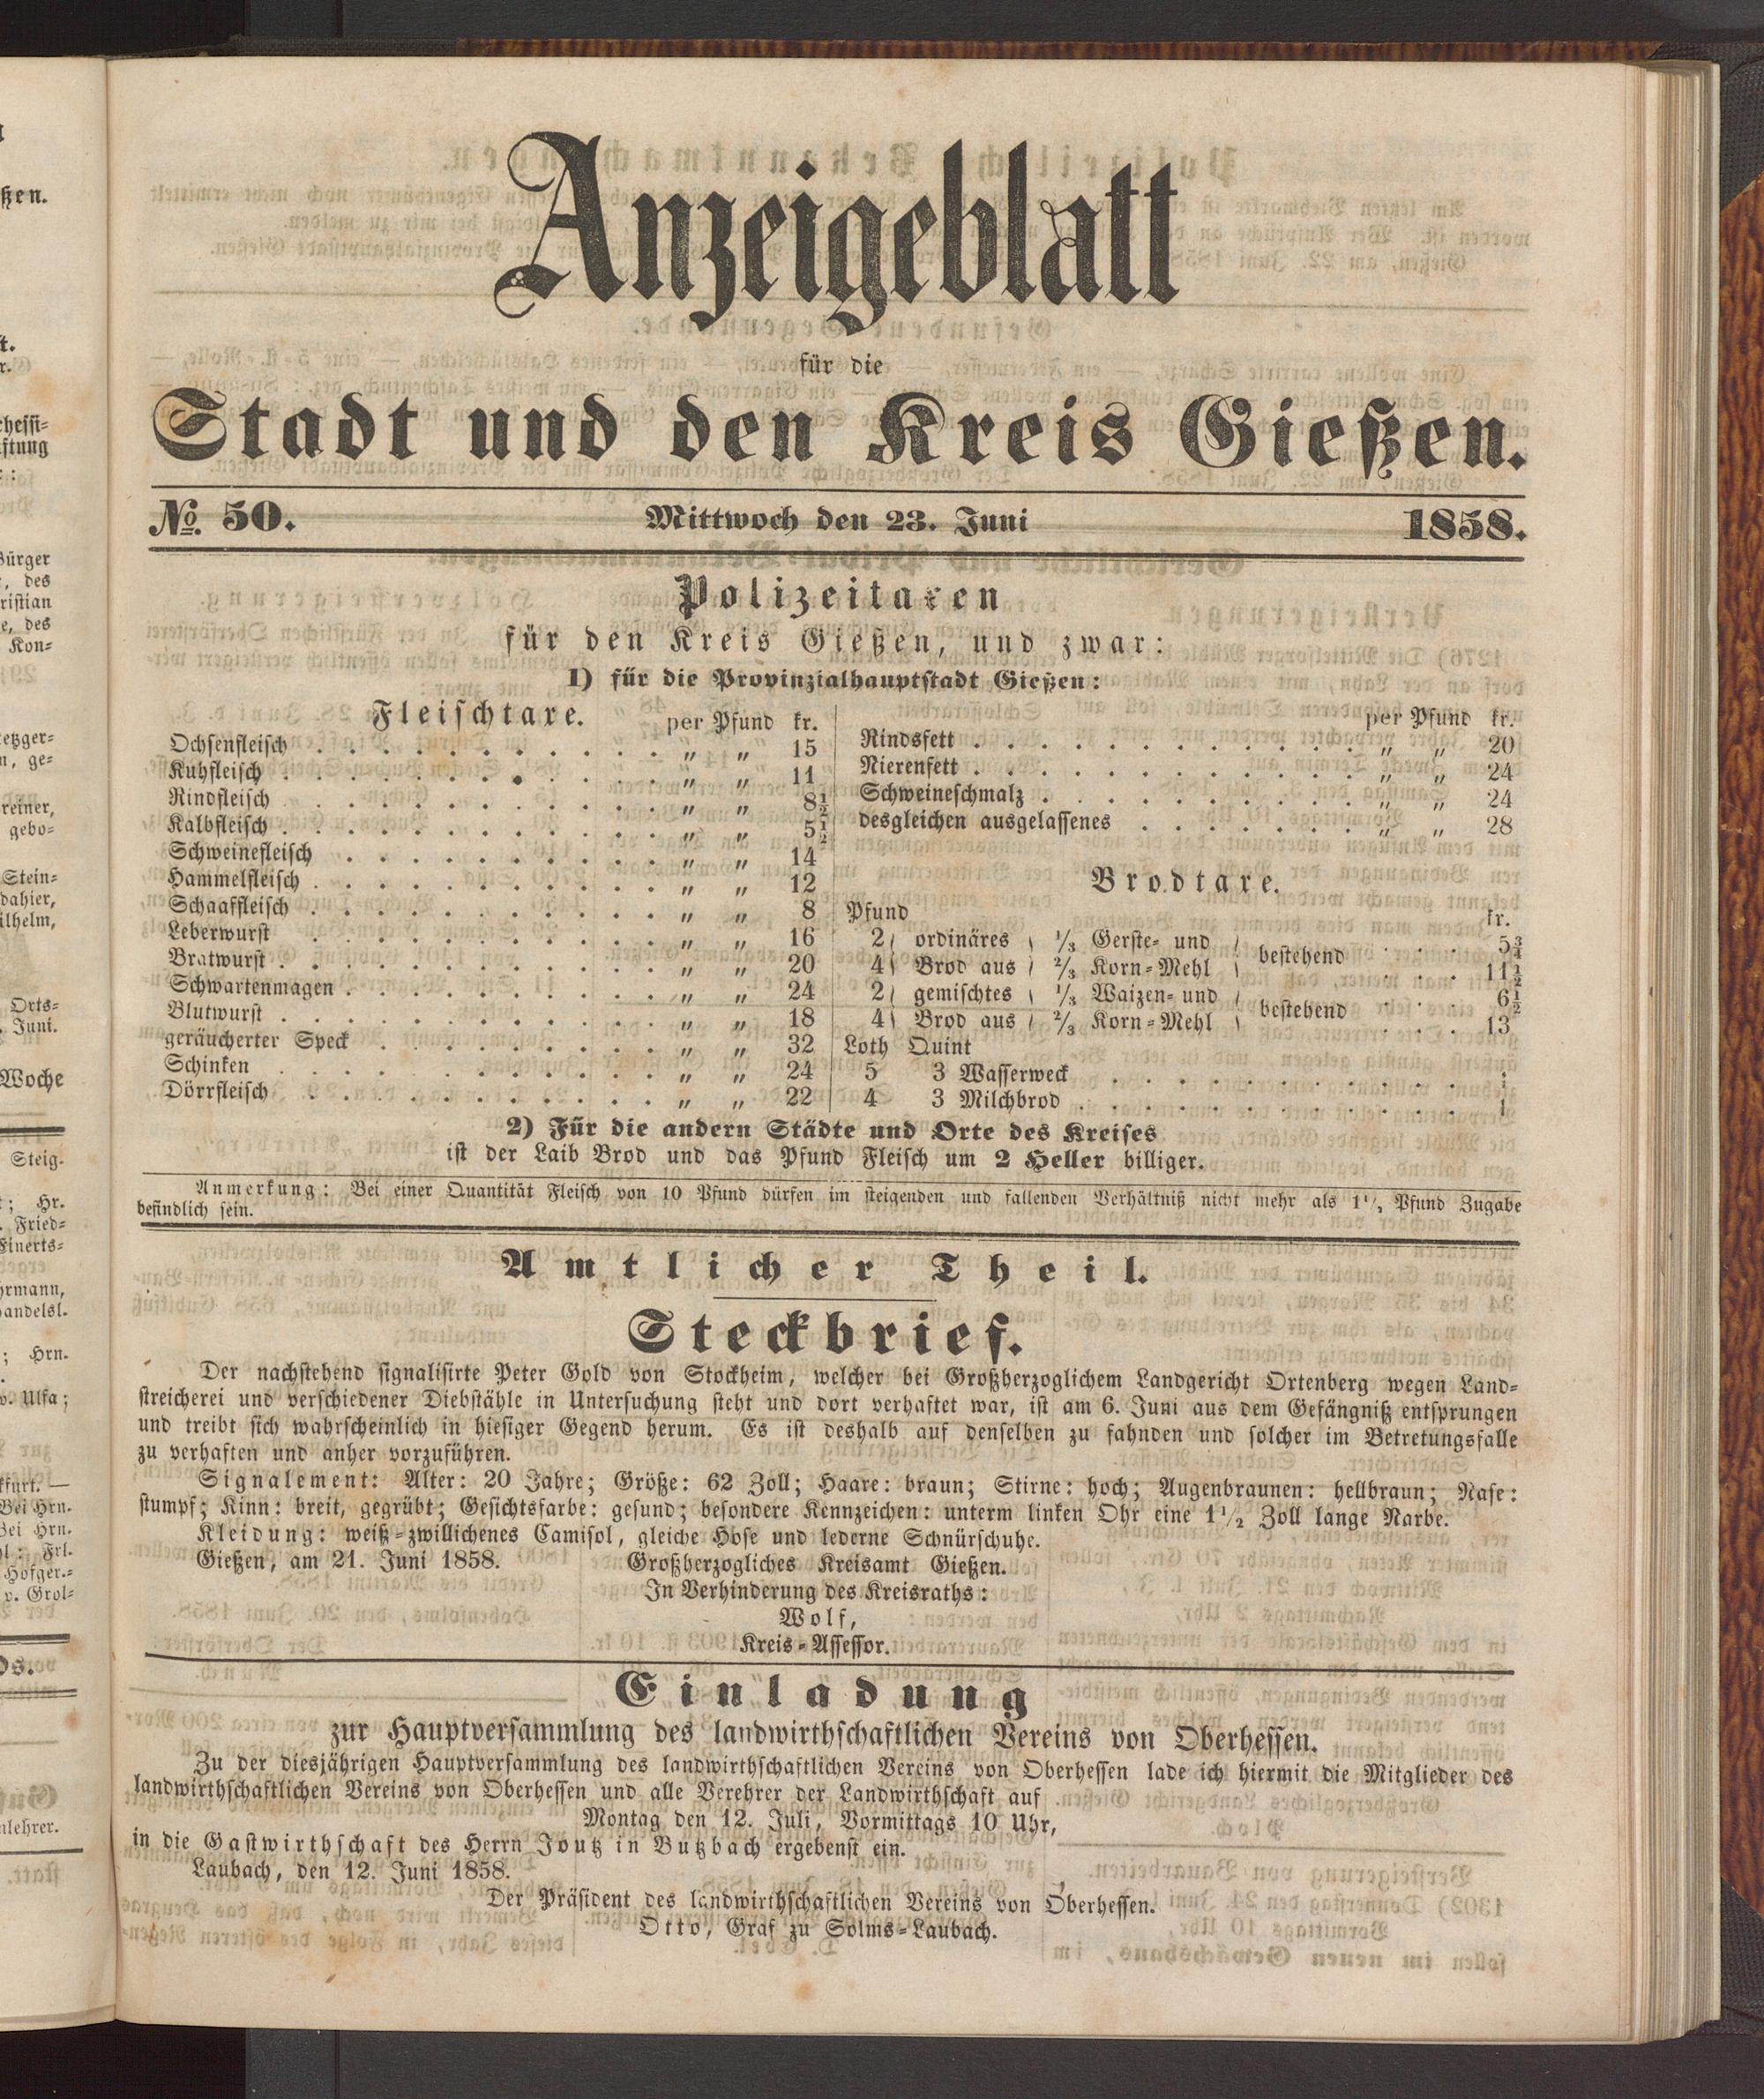 Anzeigeblatt
für die
Stadt und den Kreis Gießen.
No. 50. Mittwoch den 23. Juni 1858.
Polizeitaxen
für den Kreis Gießen, und zwar:
1) für die Provinzialhauptstadt Gießen:
Fleischtaxe. per Pfund kr.
Ochsenfleisch . . . . . . . . . . „ „ 15
Kuhfleisch . . . . . . . . . . „ „ 11
Rindfleisch . . . . . . . . . . „ „ 8½
Kalbfleisch . . . . . . . . . . „ „ 5½
Schweinefleisch . . . . . . . . . . „ „ 14
Hammelfleisch . . . . . . . . . . „ „ 12
Schaaffleisch . . . . . . . . . . „ „ 8
Leberwurst . . . . . . . . . . „ „ 16
Bratwurst . . . . . . . . . . „ „ 20
Schwartenmagen . . . . . . . . . . „ „ 24
Blutwurst . . . . . . . . . . „ „ 18
geräucherter Speck . . . . . . . . . „ „ 32
Schinken . . . . . . . . . . „ „ 24
Dörrfleisch . . . . . . . . . . „ „ 22
per Pfund kr.
Rindsfett . . . . . . . . . . „ „ 20
Nierenfett . . . . . . . . . . „ „ 24
Schweineschmalz . . . . . . . . . . „ „ 24
desgleichen ausgelassenes . . . . . . . „ „ 28
Brodtaxe.
Pfund kr.
2 ordinäres ⅓ Gerste- und bestehend . . . 5¾
4 Brod aus ⅔ Korn-Mehl . . . 11½
2 gemischtes ⅓ Waizen- und bestehend . . . 6½
4 Brod aus ⅔ Korn-Mehl . . . 13
Loth Quint
5 3 Wasserweck . . . . . . . . . . 1
4 3 Milchbrod . . . . . . . . . . 1
2) Für die andern Städte und Orte des Kreises
ist der Laib Brod und das Pfund Fleisch um 2 Heller billiger.
Anmerkung: Bei einer Quantität Fleisch von 10 Pfund dürfen im steigenden und fallenden Verhältniß nicht mehr als 1½ Pfund Zugabe
befindlich sein.
Amtlicher Theil.
Steckbrief.
Der nachstehend signalisirte Peter Gold von Stockheim, welcher bei Großherzoglichem Landgericht Ortenberg wegen Land-
streicherei und verschiedener Diebstähle in Untersuchung steht und dort verhaftet war, ist am 6. Juni aus dem Gefängniß entsprungen
und treibt sich wahrscheinlich in hiesiger Gegend herum. Es ist deshalb auf denselben zu fahnden und solcher im Betretungsfalle
zu verhaften und anher vorzuführen.
Signalement: Alter: 20 Jahre; Größe: 62 Zoll; Haare: braun; Stirne: hoch; Augenbraunen: hellbraun; Nase:
stumpf; Kinn: breit, gegrübt; Gesichtsfarbe: gesund; besondere Kennzeichen: unterm linken Ohr eine 1½ Zoll lange Narbe.
Kleidung: weiß-zwillichenes Camisol, gleiche Hose und lederne Schnürschuhe.
Gießen, am 21. Juni 1858. Großherzogliches Kreisamt Gießen.
In Verhinderung des Kreisraths:
Wolf,
Kreis-Assessor.
Einladung
zur Hauptversammlung des landwirthschaftlichen Vereins von Oberhessen.
Zu der diesjährigen Hauptversammlung des landwirthschaftlichen Vereins von Oberhessen lade ich hiermit die Mitglieder des
landwirthschaftlichen Vereins von Oberhessen und alle Verehrer der Landwirthschaft auf
Montag den 12. Juli, Vormittags 10 Uhr,
in die Gastwirthschaft des Herrn Joutz in Butzbach ergebenst ein.
Laubach, den 12. Juni 1858.
Der Präsident des landwirthschaftlichen Vereins von Oberhessen.
Otto, Graf zu Solms-Laubach.